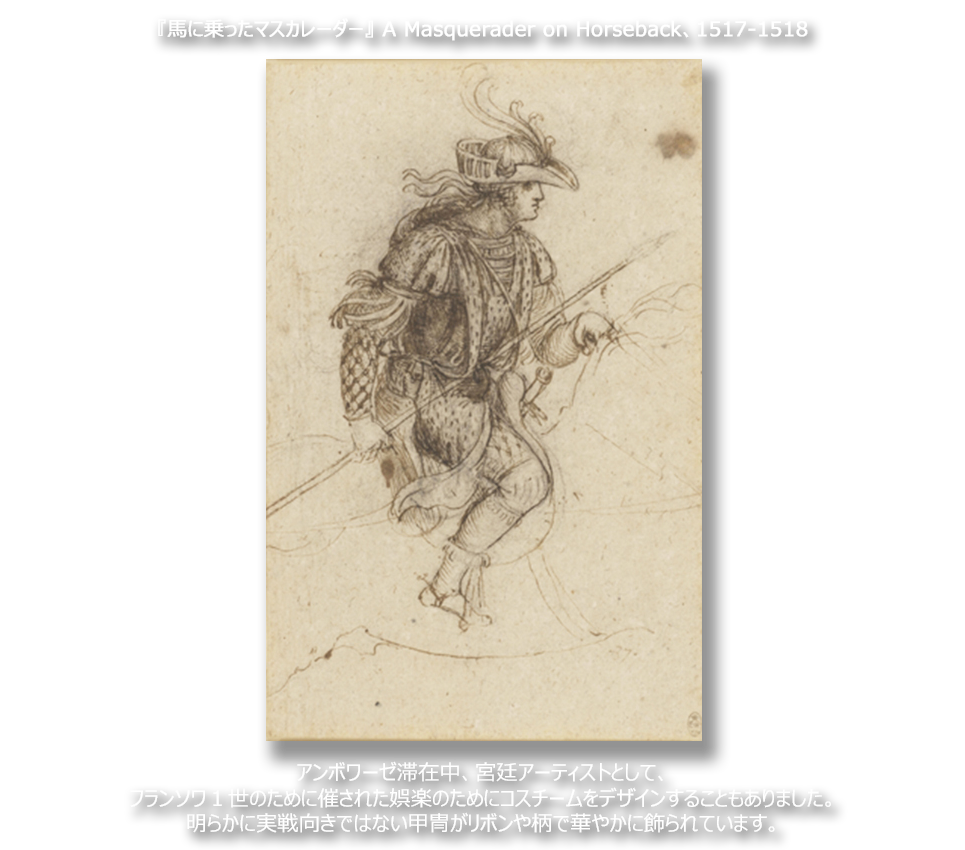 『馬に乗ったマスカレーダー』 A Masquerader on Horseback、1517-1518
アンボワーゼ滞在中、宮廷アーティストとして、
フランソワ１世のために催された娯楽のためにコスチームをデザインすることもありました。
明らかに実戦向きではない甲冑がリボンや柄で華やかに飾られています。